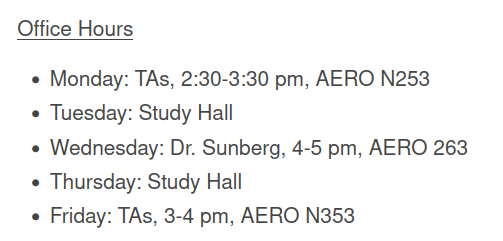 Office Hours
• Monday: TAs, 2:30-3:30 pm, AERO N253
• Tuesday: Study Hall
• Wednesday: Dr. Sunberg, 4-5 pm, AERO 263
• Thursday: Study Hall
• Friday: TAs, 3-4 pm, AERO N353